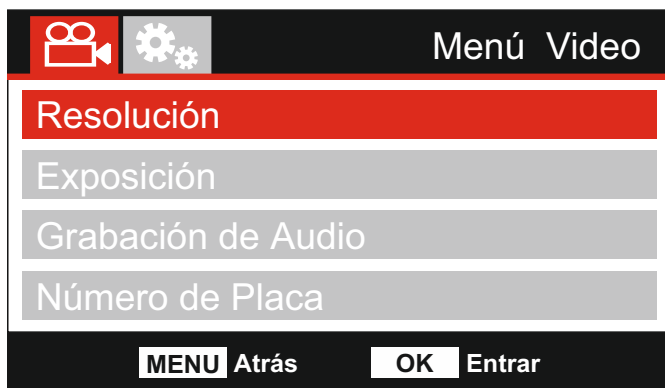 Menú Video
Resolución
Exposición
Grabación de Audio
Número de Placa
MENU Atrás OK Entrar